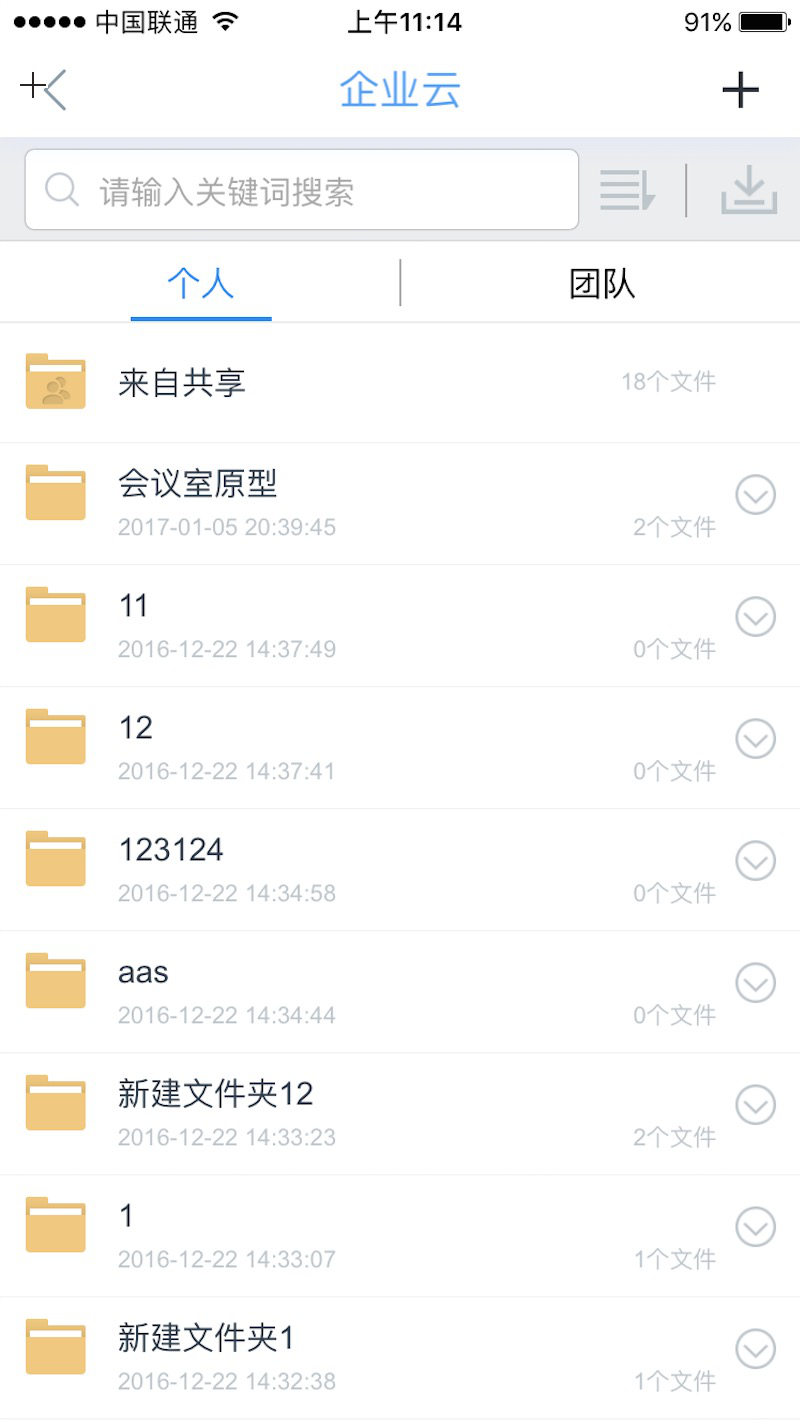 中国联通 上午11:14 91%
企业云
请输入关键词搜索
个人 团队
来自共享 18个文件
会议室原型
2017-01-05 20:39:45 2个文件
11
2016-12-22 14:37:49 0个文件
12
2016-12-22 14:37:41 0个文件
123124
2016-12-22 14:34:58 0个文件
aas
2016-12-22 14:34:44 0个文件
新建文件夹12
2016-12-22 14:33:23 2个文件
1
2016-12-22 14:33:07 1个文件
新建文件夹1
2016-12-22 14:32:38 1个文件